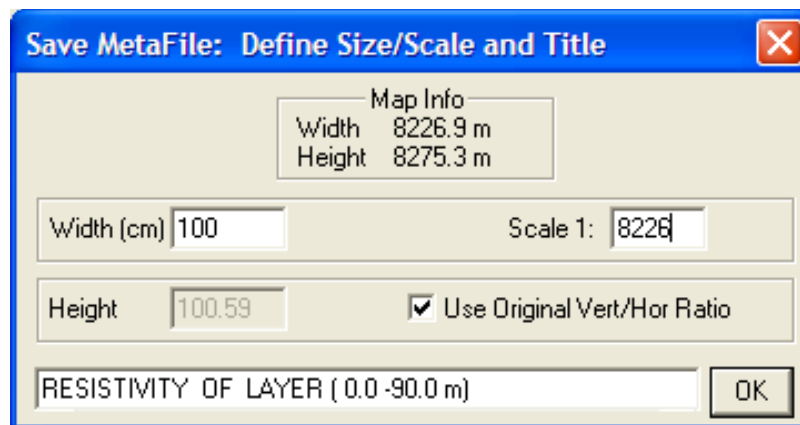 Save MetaFile: Define Size/Scale and Title
Map Info
Width 8226.9 m
Height 8275.3 m
Width (cm) 100 Scale 1: 8226
Height 100.59 Use Original Vert/Hor Ratio
RESISTIVITY OF LAYER ( 0.0 -90.0 m) OK